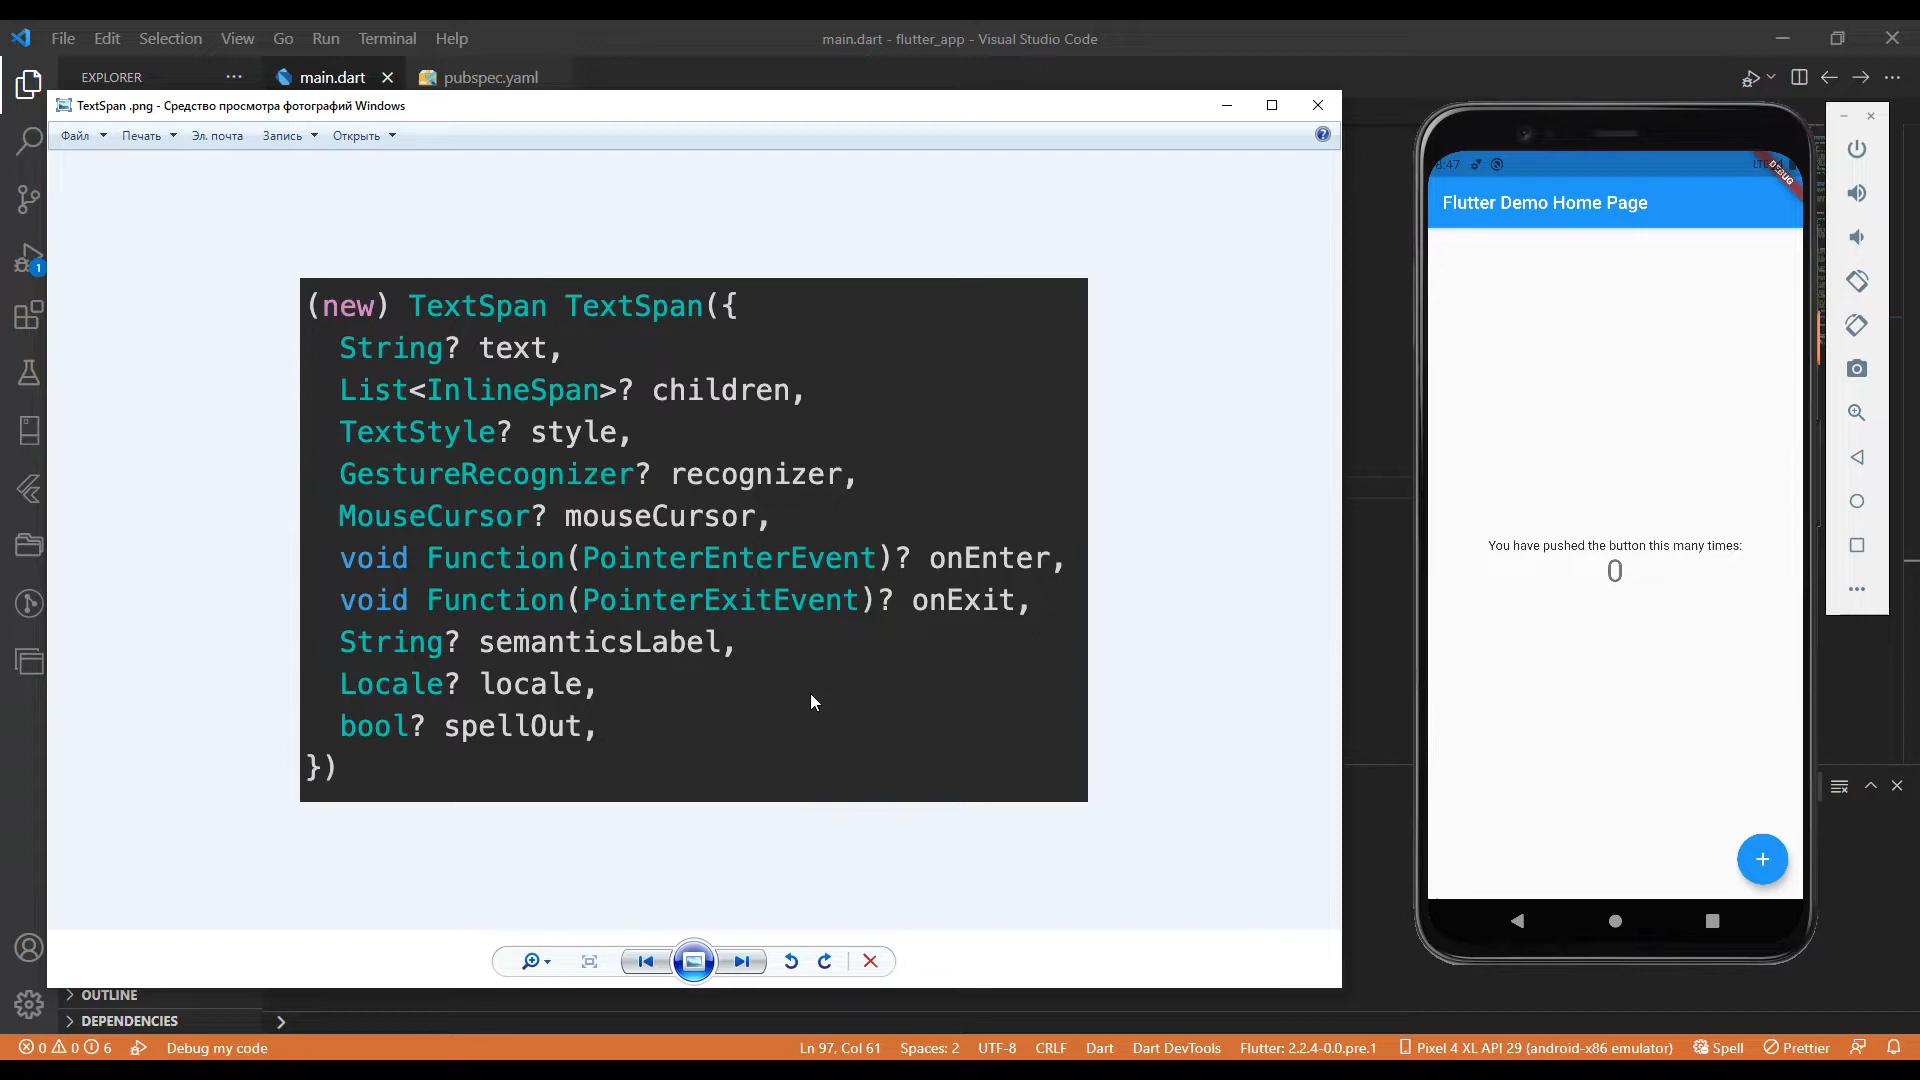 File Edit Selection View Go Run Terminal Help
main.dart - flutter_app - Visual Studio Code
EXPLORER
main.dart
pubspec.yaml
TextSpan .png - Средство просмотра фотографий Windows
Файл Печать Эл. почта Запись Открыть
(new) TextSpan TextSpan({
String? text,
List<InlineSpan>? children,
TextStyle? style,
GestureRecognizer? recognizer,
MouseCursor? mouseCursor,
void Function(PointerEnterEvent)? onEnter,
void Function(PointerExitEvent)? onExit,
String? semanticsLabel,
Locale? locale,
bool? spellOut,
})
DEBUG
Flutter Demo Home Page
You have pushed the button this many times:
0
+
1
OUTLINE
DEPENDENCIES
0 0 6 Debug my code Ln 97, Col 61 Spaces: 2 UTF-8 CRLF Dart Dart DevTools Flutter: 2.2.4-0.0.pre.1 Pixel 4 XL API 29 (android-x86 emulator) Spell Prettier